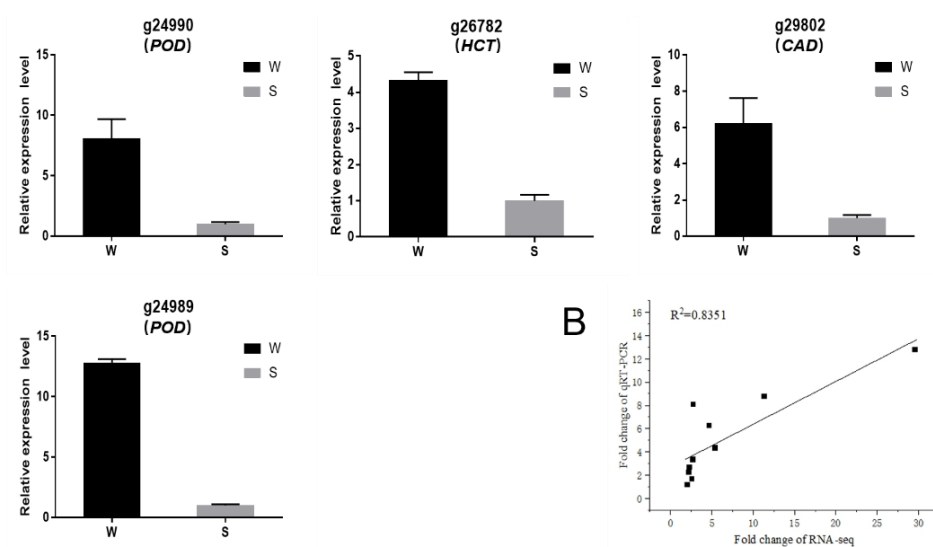 g24990
(POD)
Relative expression level
15
10
5
0
W
S
W
S
g26782
(HCT)
Relative expression level
5
4
3
2
1
0
W
S
W
S
g29802
(CAD)
Relative expression level
10
8
6
4
2
0
W
S
W
S
g24989
(POD)
Relative expression level
15
10
5
0
W
S
W
S
B
R²=0.8351
Fold change of qRT-PCR
16
14
12
10
8
6
4
2
0
0
5
10
15
20
25
30
Fold change of RNA-seq